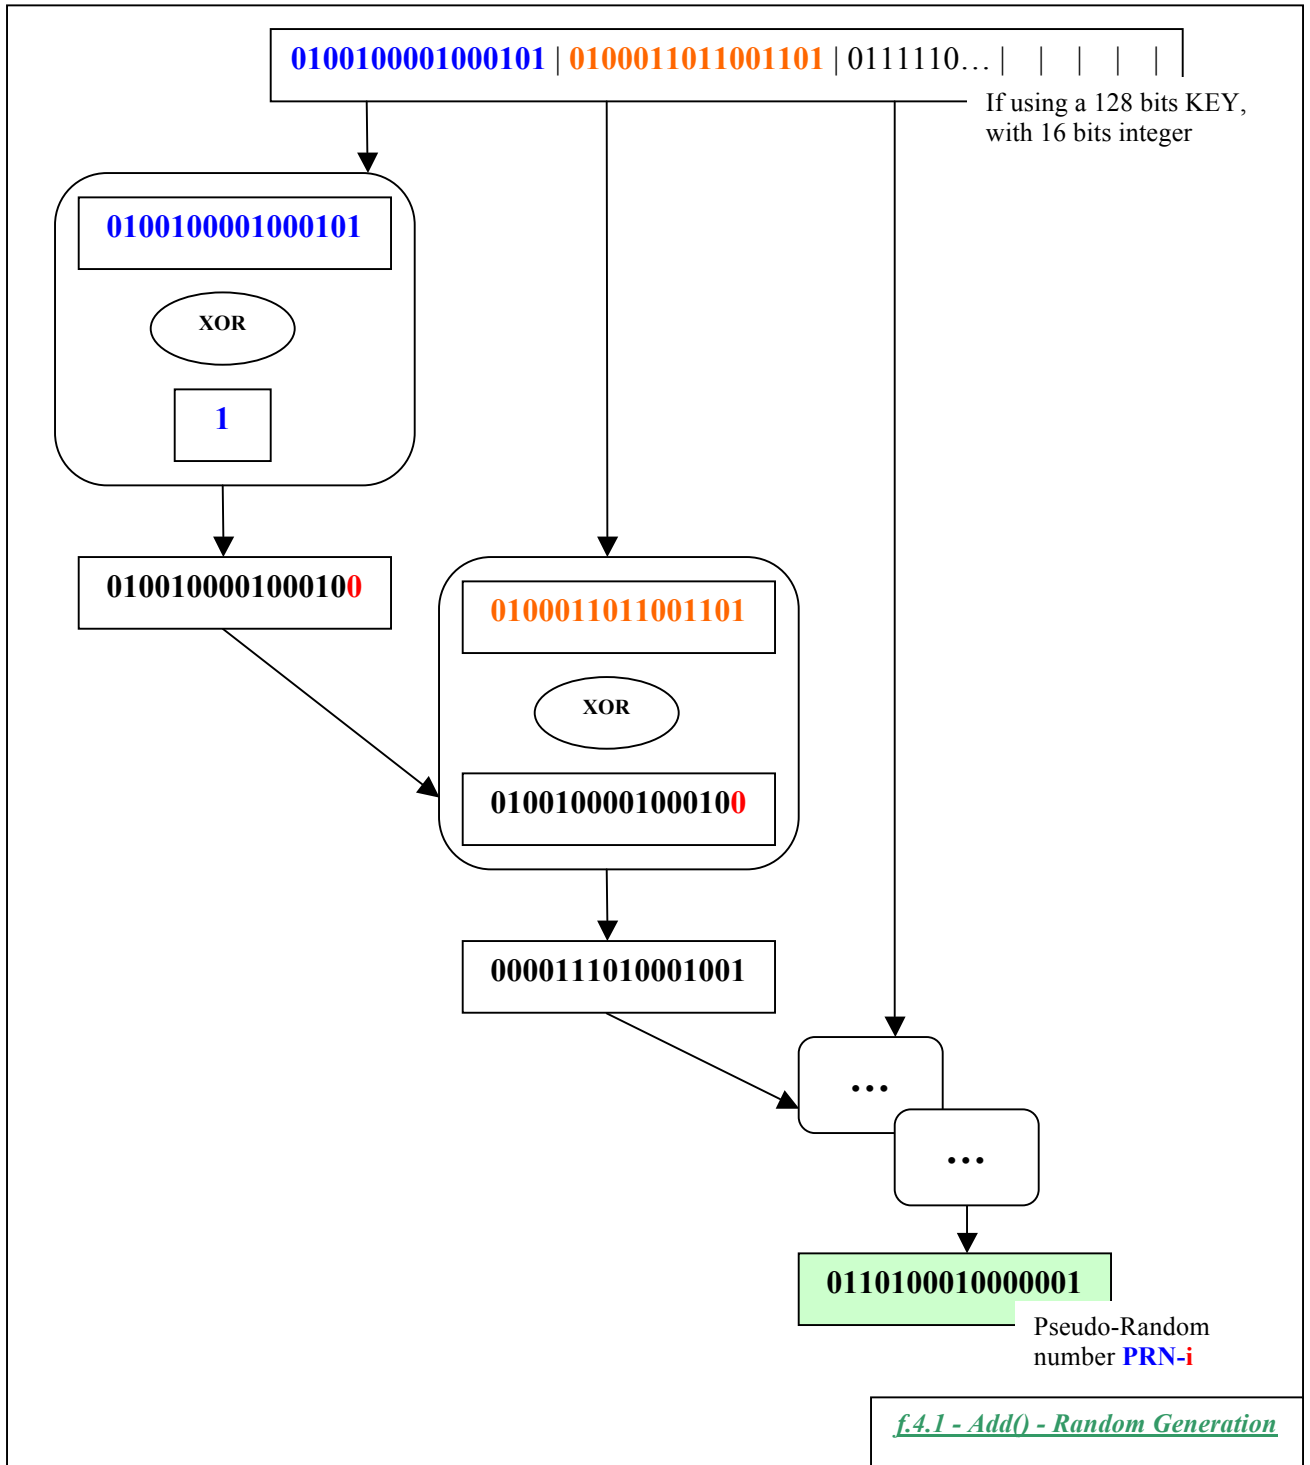 0100100001000101 | 0100011011001101 | 0111110… | | | | |
If using a 128 bits KEY,
with 16 bits integer
0100100001000101
XOR
1
0100100001000100
0100011011001101
XOR
0100100001000100
0000111010001001
...
...
0110100010000001
Pseudo-Random
number PRN-i
f.4.1 - Add() - Random Generation